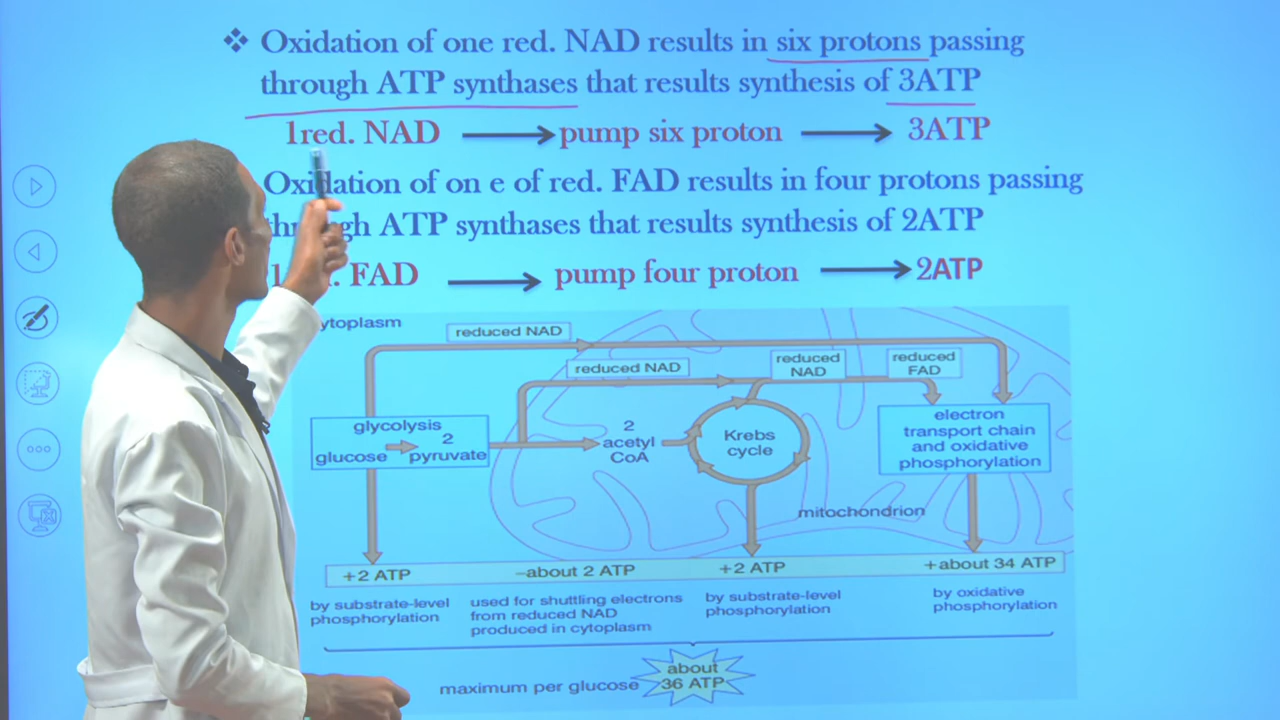 ❖ Oxidation of one red. NAD results in six protons passing
through ATP synthases that results synthesis of 3ATP
1red. NAD → pump six proton → 3ATP
Oxidation of on e of red. FAD results in four protons passing
through ATP synthases that results synthesis of 2ATP
FAD → pump four proton → 2ATP
ytoplasm
reduced NAD
reduced NAD
reduced
NAD
reduced
FAD
glycolysis
glucose → 2
pyruvate
2
acetyl
CoA
Krebs
cycle
electron
transport chain
and oxidative
phosphorylation
mitochondrion
+2 ATP
–about 2 ATP
+2 ATP
+about 34 ATP
by substrate-level
phosphorylation
used for shuttling electrons
from reduced NAD
produced in cytoplasm
by substrate-level
phosphorylation
by oxidative
phosphorylation
maximum per glucose
about
36 ATP